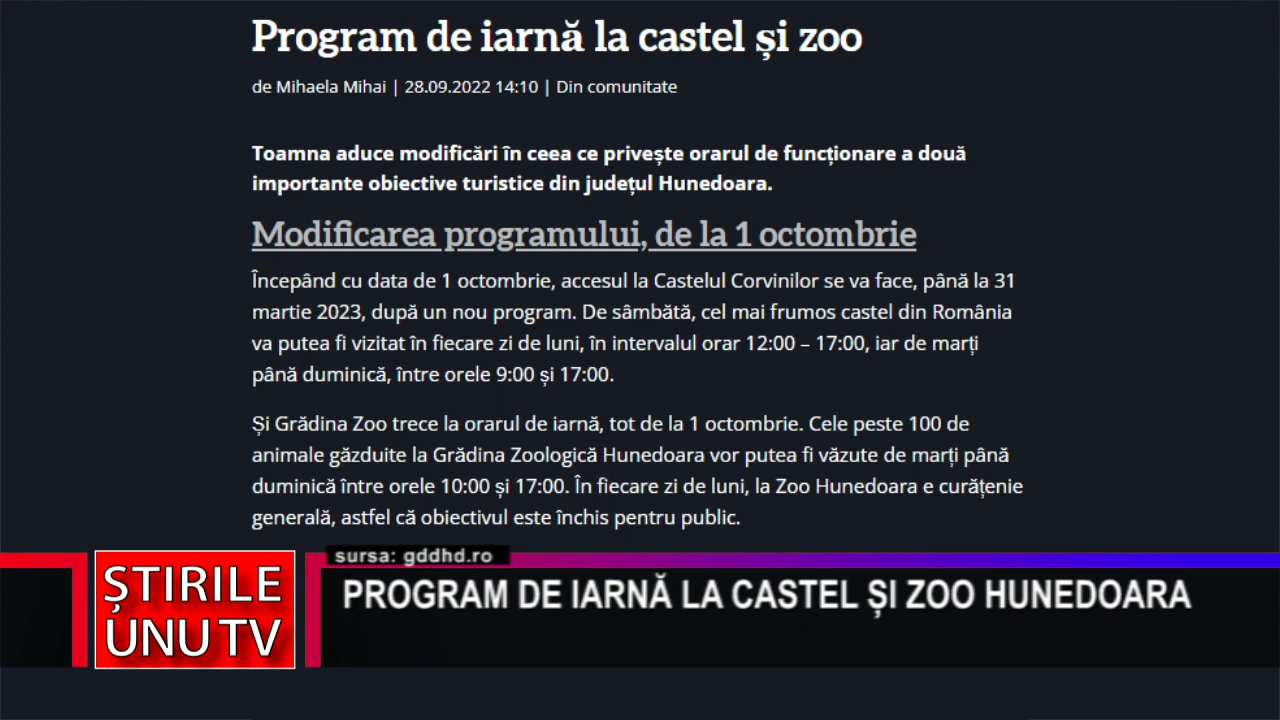 Program de iarnă la castel și zoo
de Mihaela Mihai | 28.09.2022 14:10 | Din comunitate
Toamna aduce modificări în ceea ce privește orarul de funcționare a două
importante obiective turistice din județul Hunedoara.
Modificarea programului, de la 1 octombrie
Începând cu data de 1 octombrie, accesul la Castelul Corvinilor se va face, până la 31
martie 2023, după un nou program. De sâmbătă, cel mai frumos castel din România
va putea fi vizitat în fiecare zi de luni, în intervalul orar 12:00 – 17:00, iar de marți
până duminică, între orele 9:00 și 17:00.
Și Grădina Zoo trece la orarul de iarnă, tot de la 1 octombrie. Cele peste 100 de
animale găzduite la Grădina Zoologică Hunedoara vor putea fi văzute de marți până
duminică între orele 10:00 și 17:00. În fiecare zi de luni, la Zoo Hunedoara e curățenie
generală, astfel că obiectivul este închis pentru public.
sursa: gddhd.ro
ȘTIRILE
UNU TV
PROGRAM DE IARNĂ LA CASTEL ȘI ZOO HUNEDOARA